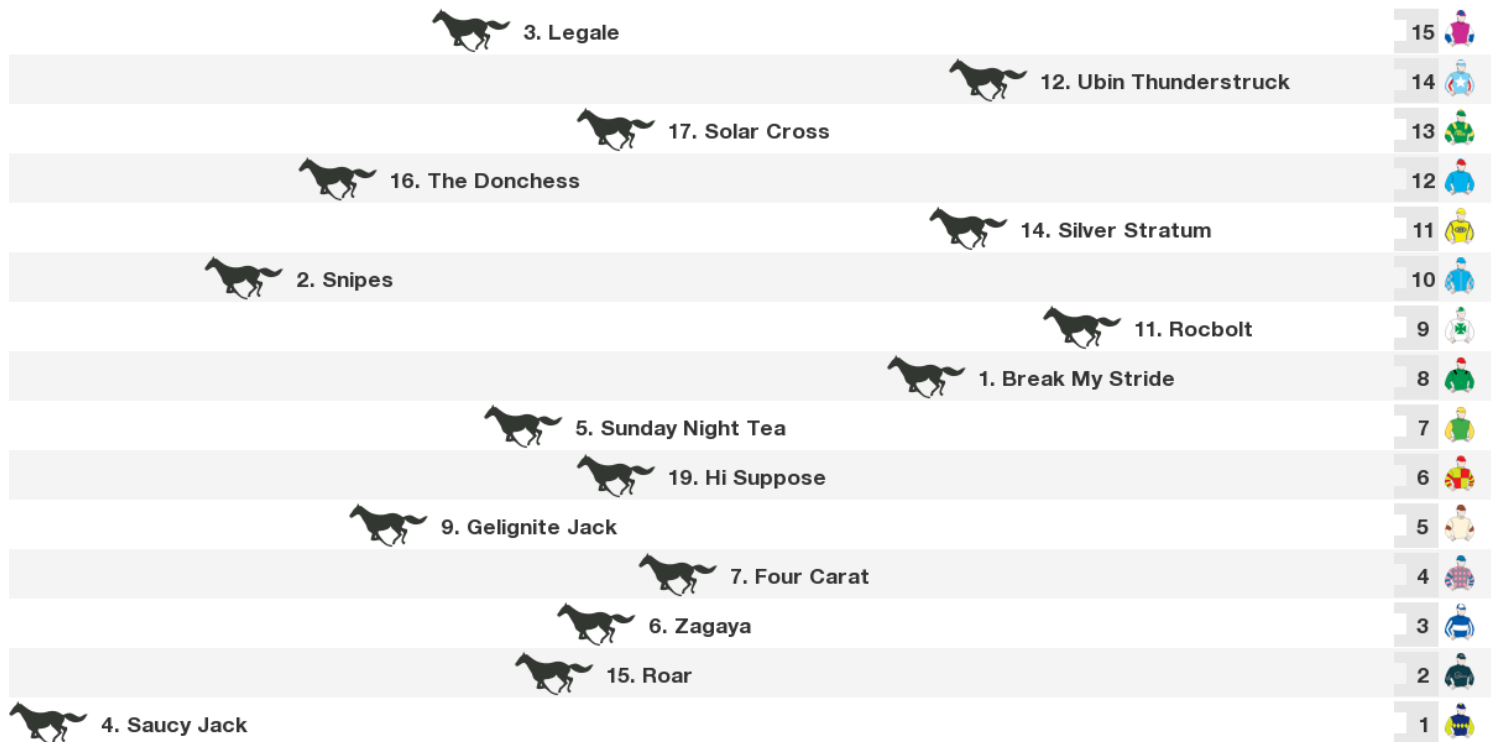 3. Legale 15
12. Ubin Thunderstruck 14
17. Solar Cross 13
16. The Donchess 12
14. Silver Stratum 11
2. Snipes 10
11. Rocbolt 9
1. Break My Stride 8
5. Sunday Night Tea 7
19. Hi Suppose 6
9. Gelignite Jack 5
7. Four Carat 4
6. Zagaya 3
15. Roar 2
4. Saucy Jack 1